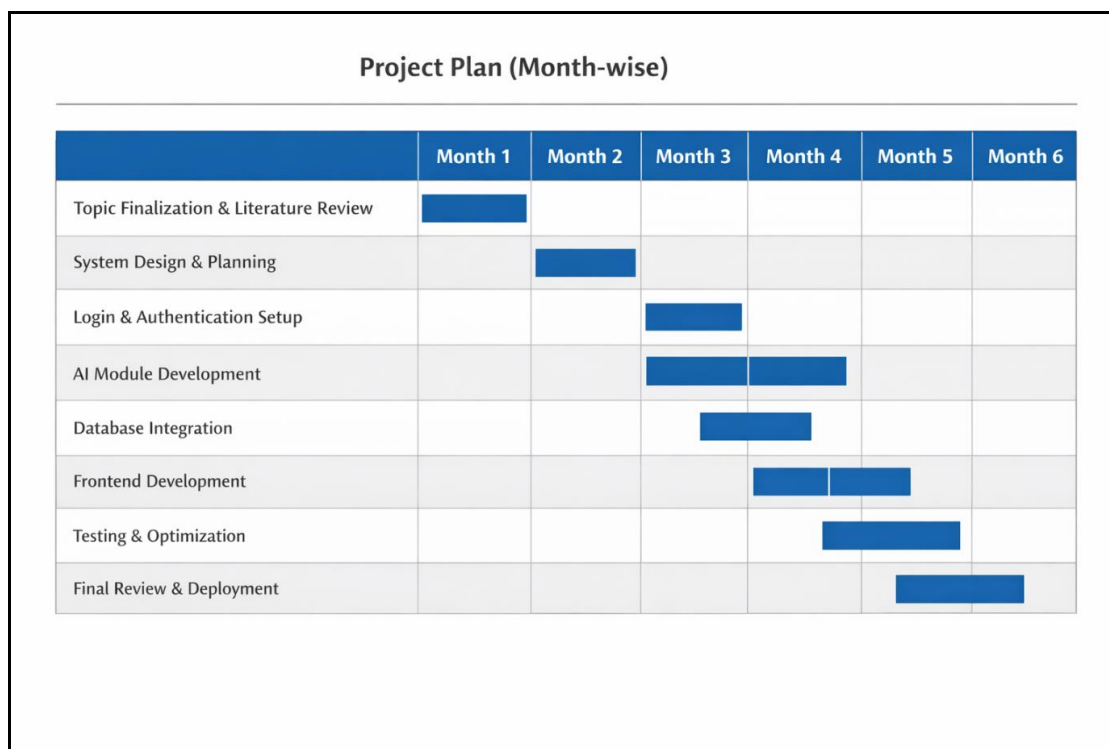 Project Plan (Month-wise)
Month 1 Month 2 Month 3 Month 4 Month 5 Month 6
Topic Finalization & Literature Review
System Design & Planning
Login & Authentication Setup
AI Module Development
Database Integration
Frontend Development
Testing & Optimization
Final Review & Deployment